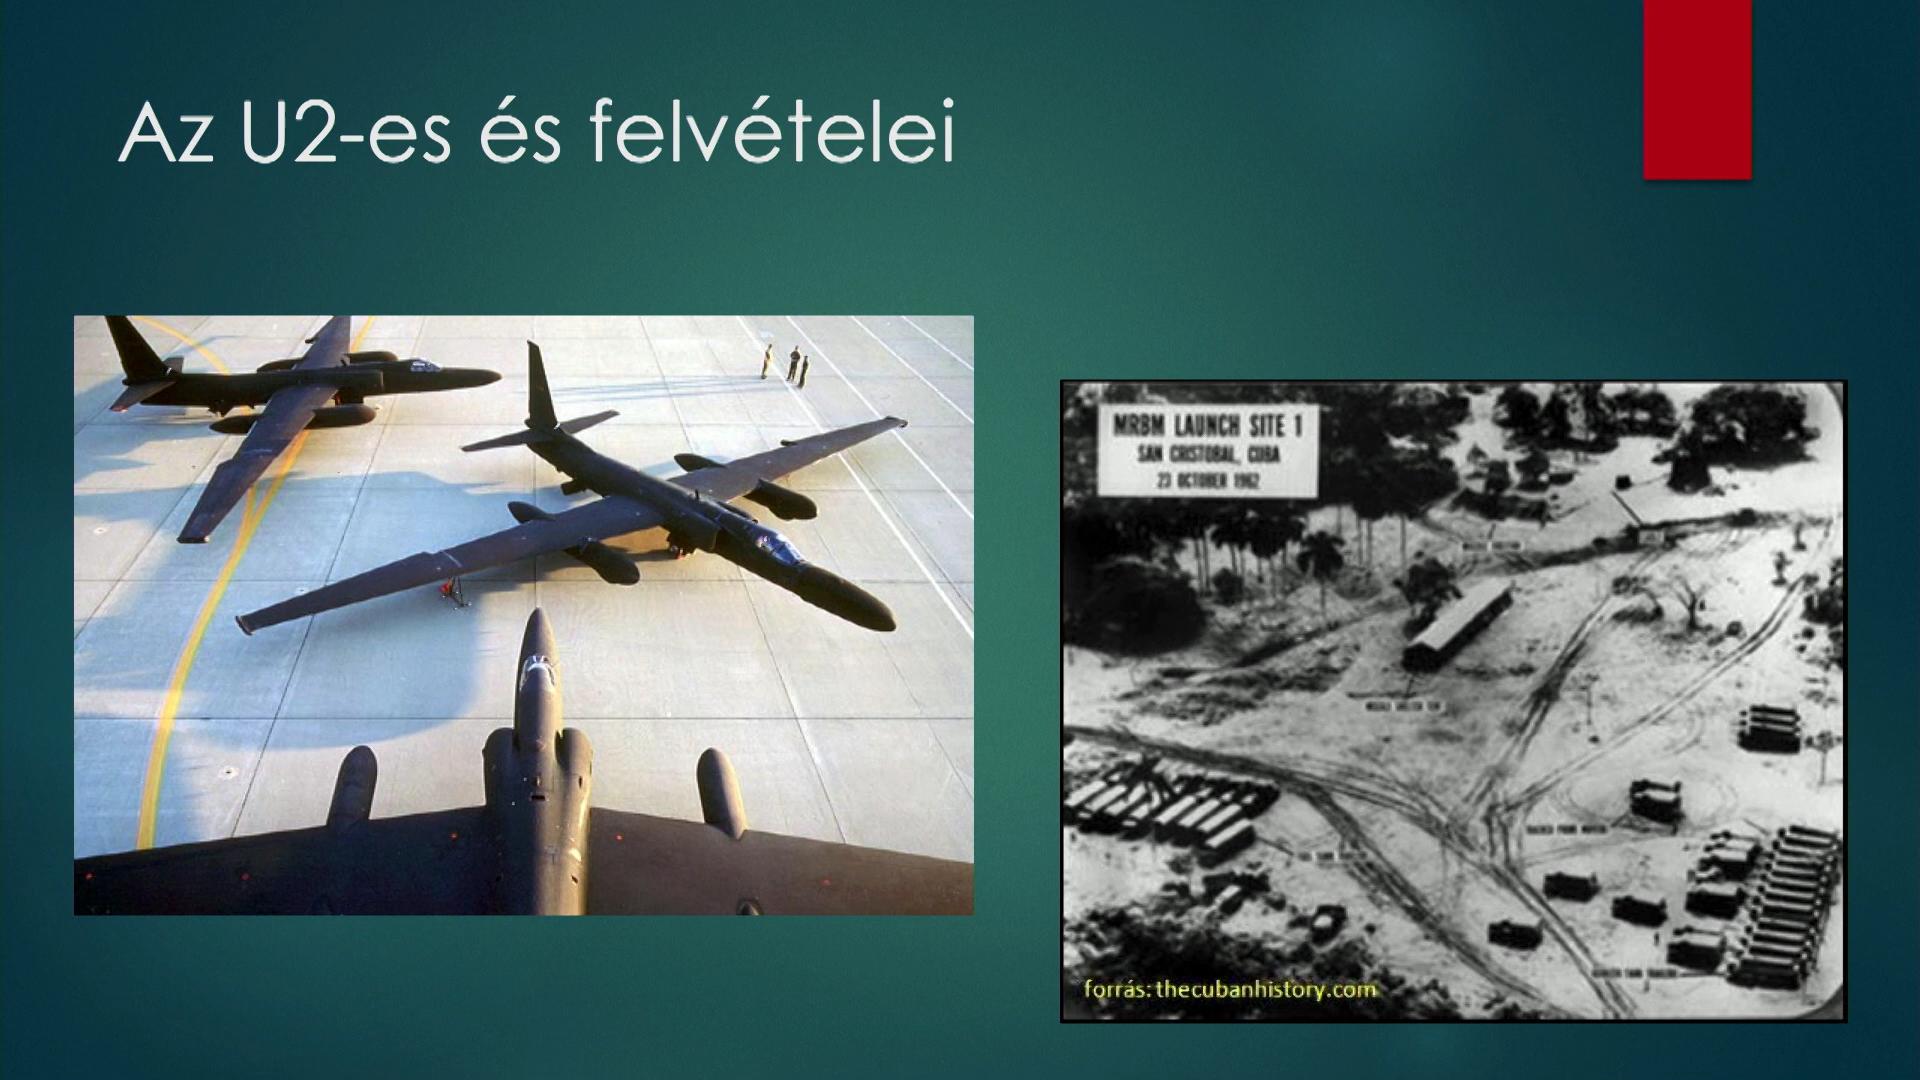 Az U2-es és felvételei
MRBM LAUNCH SITE 1
SAN CRISTOBAL, CUBA
23 OCTOBER 1962
forrás: thecubanhistory.com